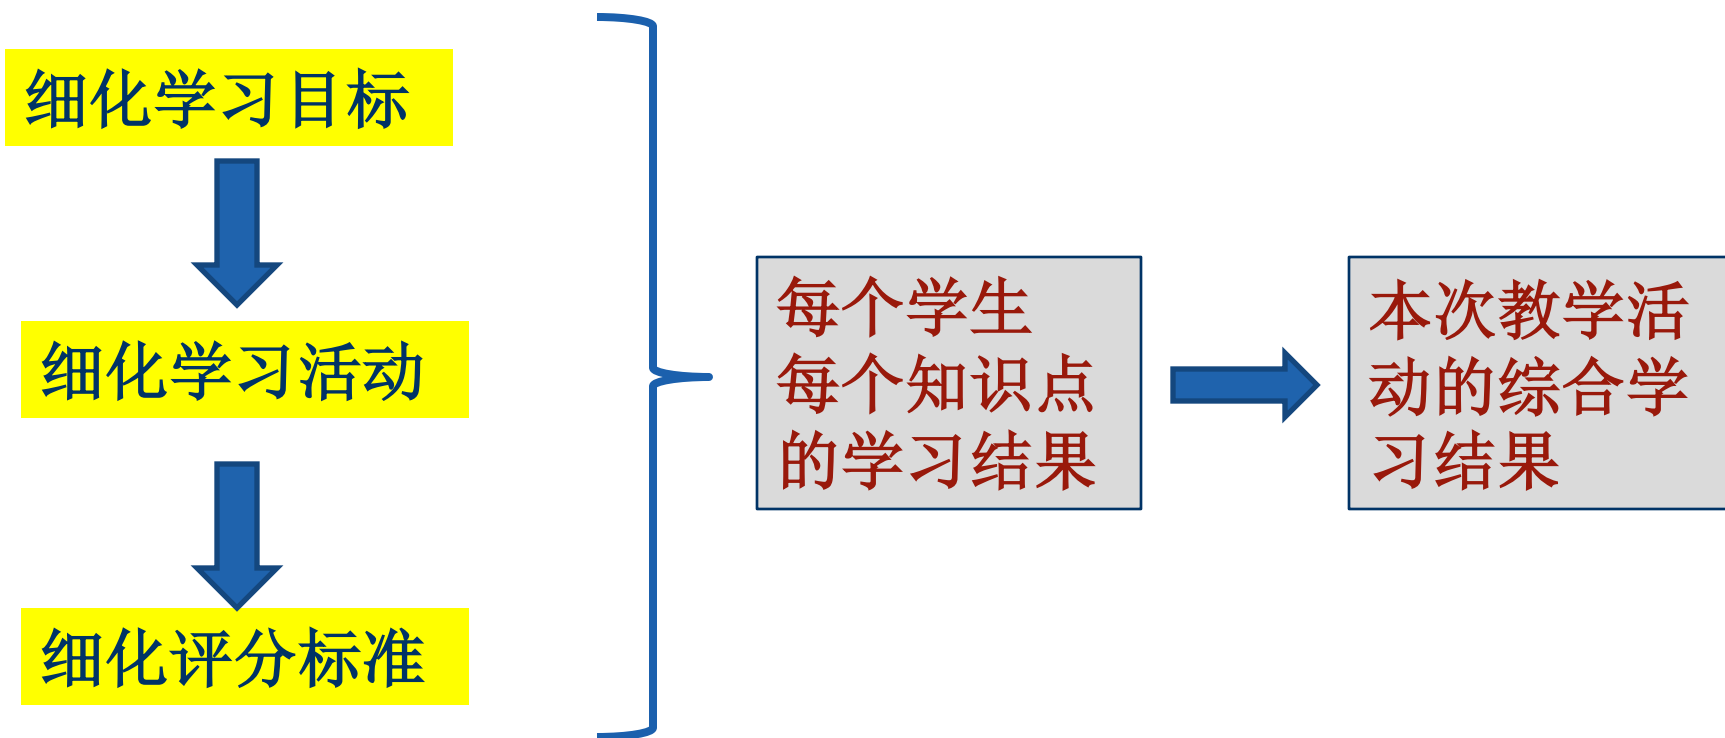 细化学习目标
细化学习活动
细化评分标准
每个学生
每个知识点
的学习结果
本次教学活
动的综合学
习结果